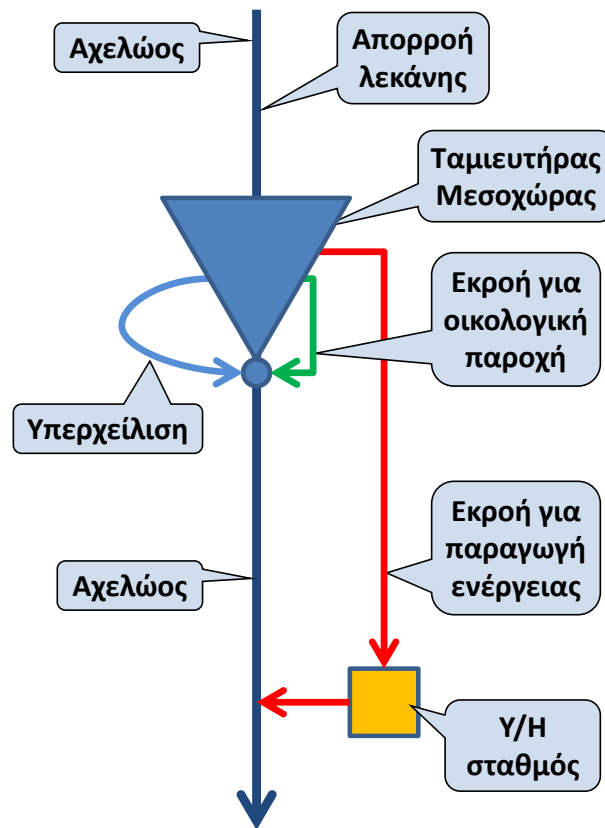 Αχελώος
Απορροή
λεκάνης
Ταμιευτήρας
Μεσοχώρας
Εκροή για
οικολογική
παροχή
Υπερχείλιση
Εκροή για
παραγωγή
ενέργειας
Αχελώος
Υ/Η
σταθμός